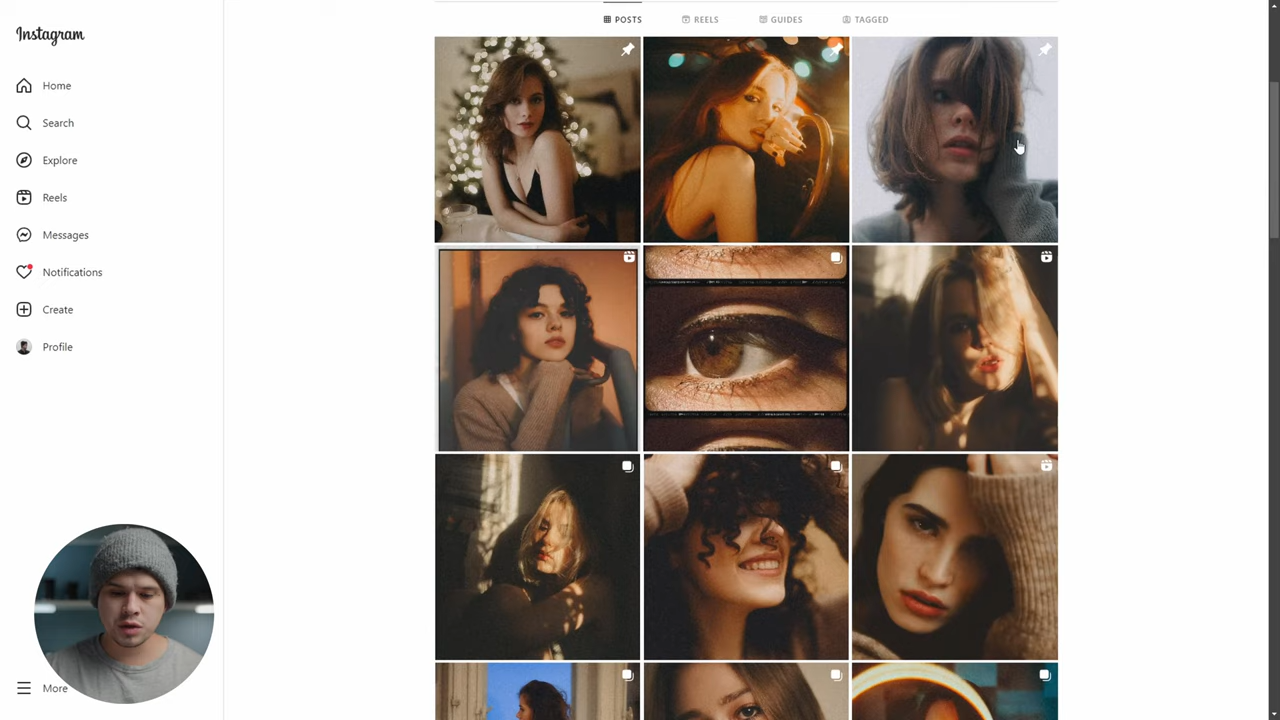 Instagram
POSTS
REELS
GUIDES
TAGGED
Home
Search
Explore
Reels
Messages
Notifications
Create
Profile
More